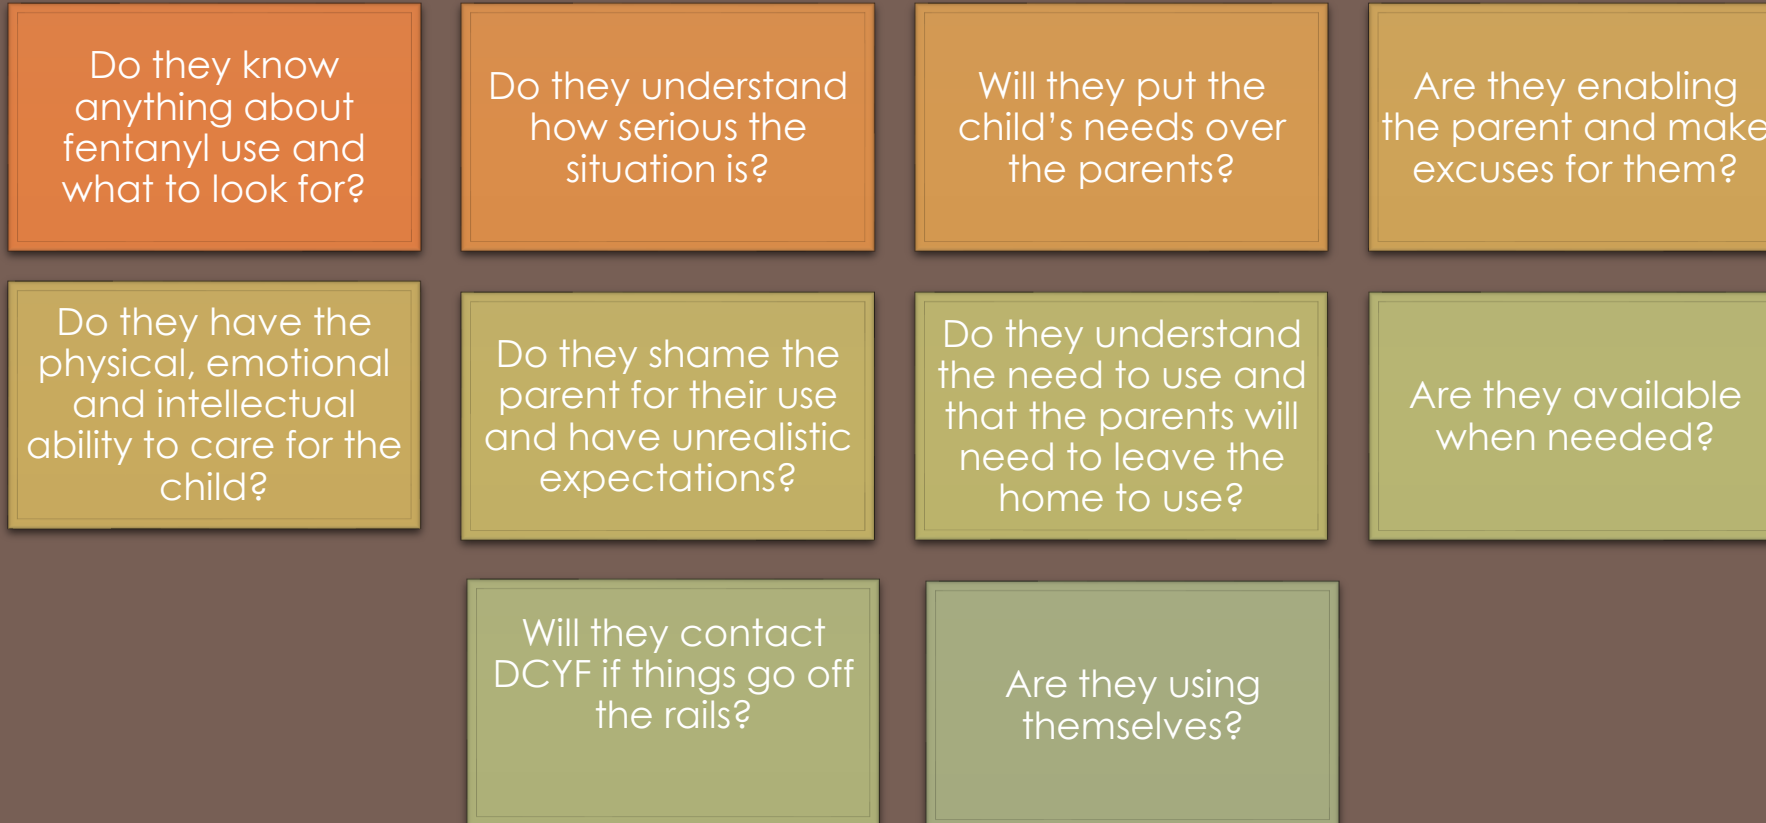 Do they know
anything about
fentanyl use and
what to look for?
Do they understand
how serious the
situation is?
Will they put the
child’s needs over
the parents?
Are they enabling
the parent and make
excuses for them?
Do they have the
physical, emotional
and intellectual
ability to care for the
child?
Do they shame the
parent for their use
and have unrealistic
expectations?
Do they understand
the need to use and
that the parents will
need to leave the
home to use?
Are they available
when needed?
Will they contact
DCYF if things go off
the rails?
Are they using
themselves?